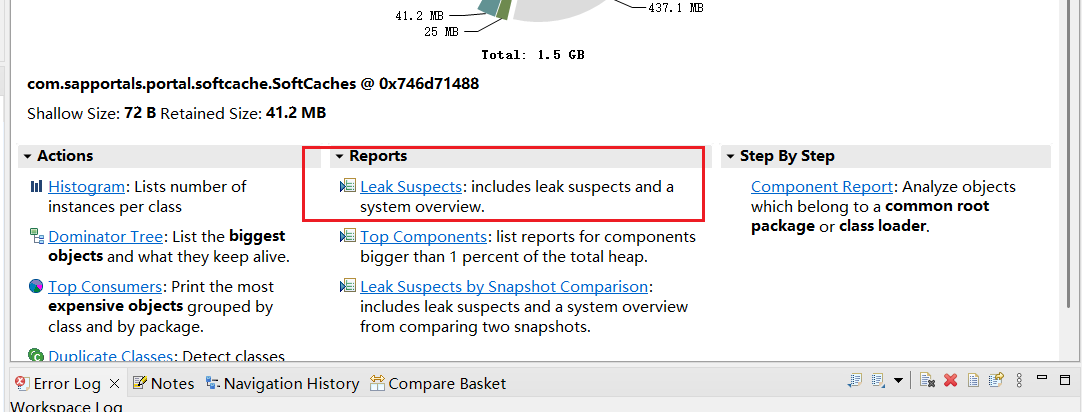 41.2 MB
437.1 MB
25 MB
Total: 1.5 GB
com.sapportals.portal.softcache.SoftCaches @ 0x746d71488
Shallow Size: 72 B Retained Size: 41.2 MB
Actions
Histogram: Lists number of
instances per class
Dominator Tree: List the biggest
objects and what they keep alive.
Top Consumers: Print the most
expensive objects grouped by
class and by package.
Duplicate Classes: Detect classes
Reports
Leak Suspects: includes leak suspects and a
system overview.
Top Components: list reports for components
bigger than 1 percent of the total heap.
Leak Suspects by Snapshot Comparison:
includes leak suspects and a system overview
from comparing two snapshots.
Step By Step
Component Report: Analyze objects
which belong to a common root
package or class loader.
Error Log
Notes
Navigation History
Compare Basket
Workspace Log